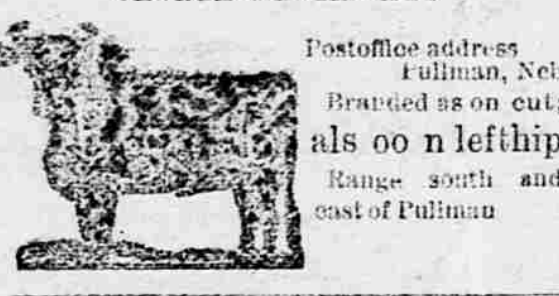 Postoffice address
Pullman, Neb
Branded as on cut
als oo n lefthip
Range south and
east of Pullman